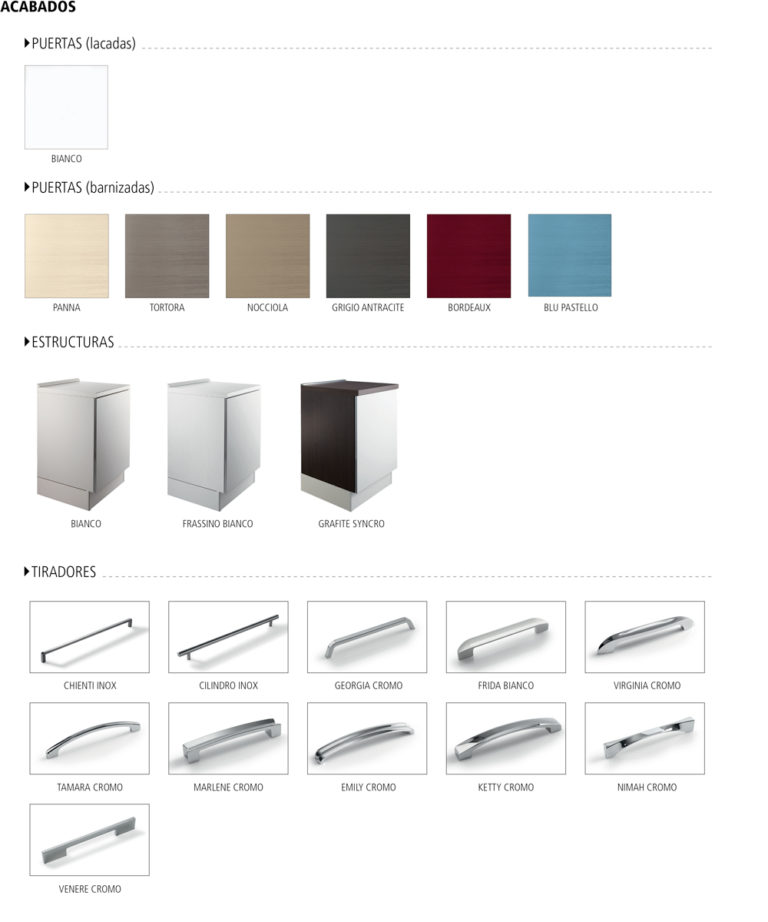 ACABADOS
PUERTAS (lacadas)
BIANCO
PUERTAS (barnizadas)
PANNA TORTORA NOCCIOLA GRIGIO ANTRACITE BORDEAUX BLU PASTELLO
ESTRUCTURAS
BIANCO FRASSINO BIANCO GRAFITE SYNCRO
TIRADORES
CHIENTI INOX CILINDRO INOX GEORGIA CROMO FRIDA BIANCO VIRGINIA CROMO
TAMARA CROMO MARLENE CROMO EMILY CROMO KETTY CROMO NIMAH CROMO
VENERE CROMO